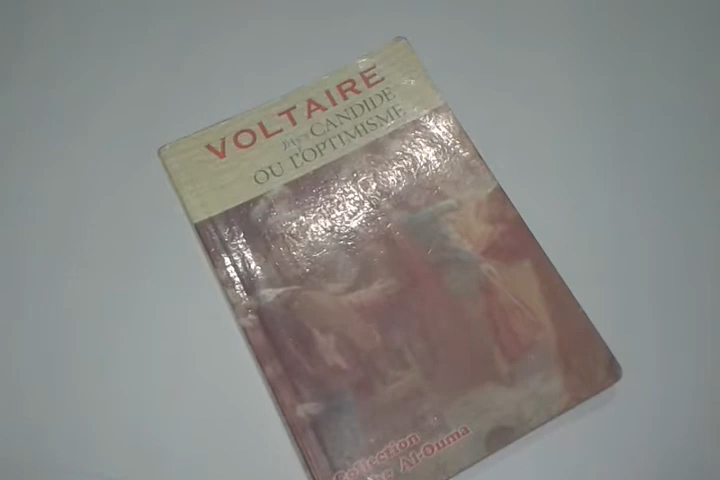 VOLTAIRE
CANDIDE
OU L'OPTIMISME
Collection
Al-Ouma